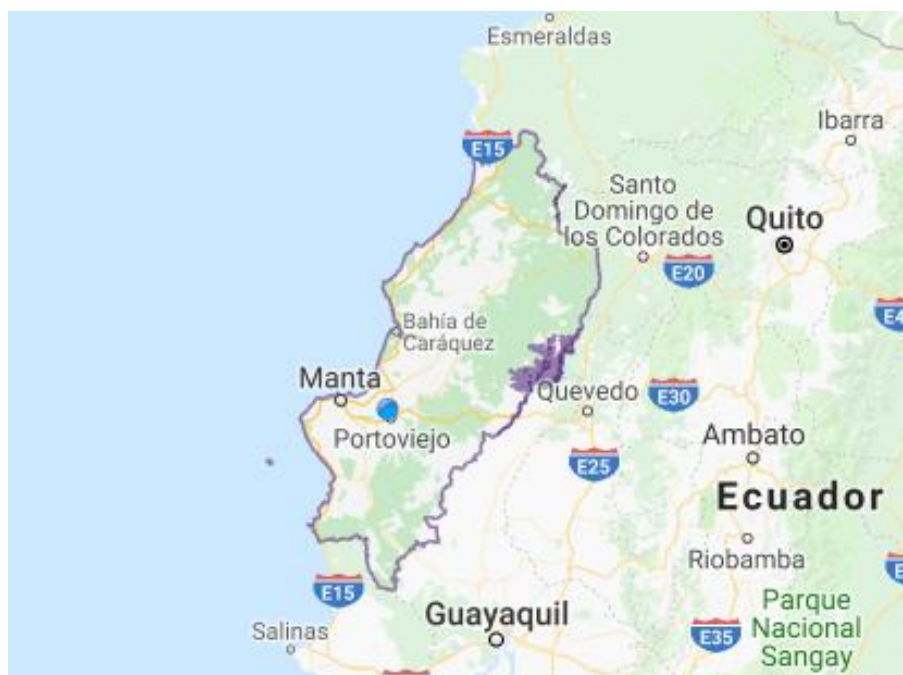 Esmeraldas
Ibarra
E15
Santo
Domingo de
los Colorados
Quito
E20
Bahía de
Caráquez
Manta
Quevedo
E30
Portoviejo
Ambato
E25
Ecuador
Riobamba
E15
Guayaquil
Parque
Nacional
Sangay
Salinas
E35